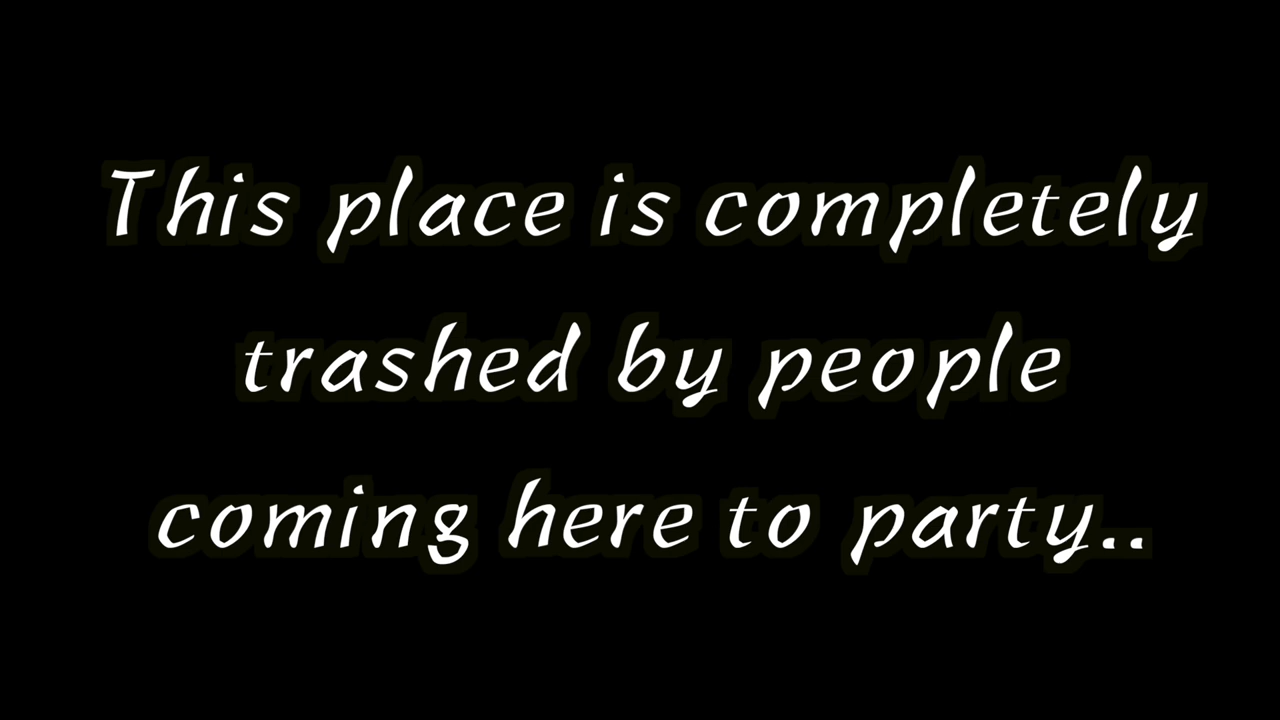 This place is completely
trashed by people
coming here to party..